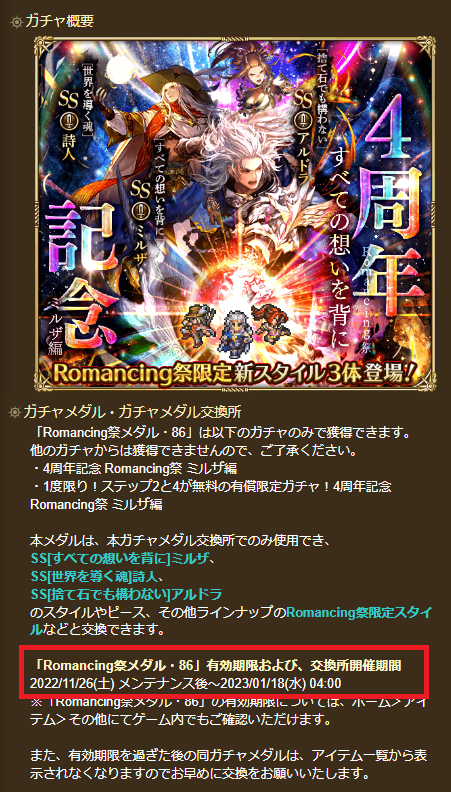 ガチャ概要
[世界を導く魂]
SS 詩人
[捨て石でも構わない]
SS アルドラ
[すべての想いを背に]
SS ミルザ
4周年記念
すべての想いを背に
Romancing祭
ミルザ編
Romancing祭限定新スタイル3体登場!
ガチャメダル・ガチャメダル交換所
「Romancing祭メダル・86」は以下のガチャのみで獲得できます。
他のガチャからは獲得できませんので、ご了承ください。
・4周年記念 Romancing祭 ミルザ編
・1度限り!ステップ2と4が無料の有償限定ガチャ!4周年記念
Romancing祭 ミルザ編
本メダルは、本ガチャメダル交換所でのみ使用でき、
SS[すべての想いを背に]ミルザ、
SS[世界を導く魂]詩人、
SS[捨て石でも構わない]アルドラ
のスタイルやピース、その他ラインナップのRomancing祭限定スタイ
ルなどと交換できます。
「Romancing祭メダル・86」有効期限および、交換所開催期間
2022/11/26(土) メンテナンス後~2023/01/18(水) 04:00
※「Romancing祭メダル・86」の有効期限については、ホーム>アイ
テム>その他にてゲーム内でもご確認いただけます。
また、有効期限を過ぎた後の同ガチャメダルは、アイテム一覧から表
示されなくなりますのでお早めに交換をお願いいたします。